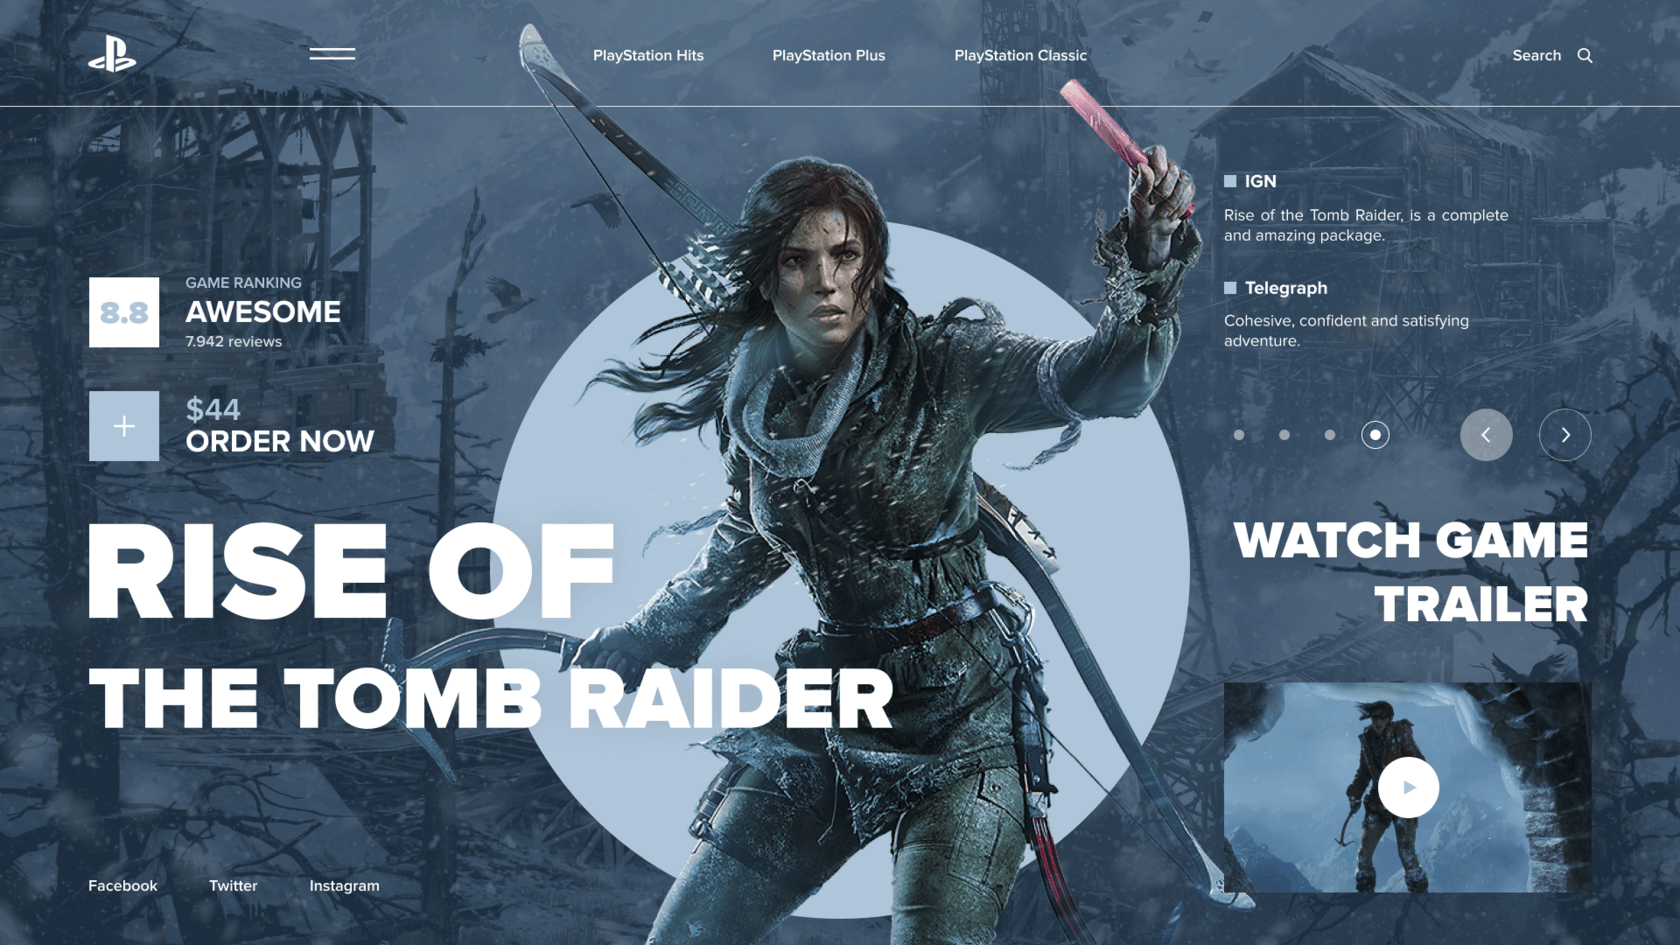 PlayStation Hits
PlayStation Plus
PlayStation Classic
Search
IGN
Rise of the Tomb Raider, is a complete
and amazing package.
Telegraph
Cohesive, confident and satisfying
adventure.
8.8
GAME RANKING
AWESOME
7.942 reviews
$44
ORDER NOW
RISE OF
THE TOMB RAIDER
WATCH GAME
TRAILER
Facebook
Twitter
Instagram